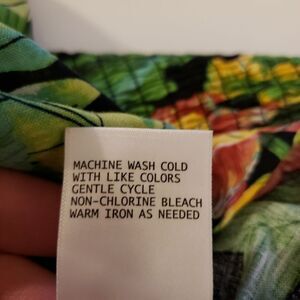 MACHINE WASH COLD
WITH LIKE COLORS
GENTLE CYCLE
NON-CHLORINE BLEACH
WARM IRON AS NEEDED